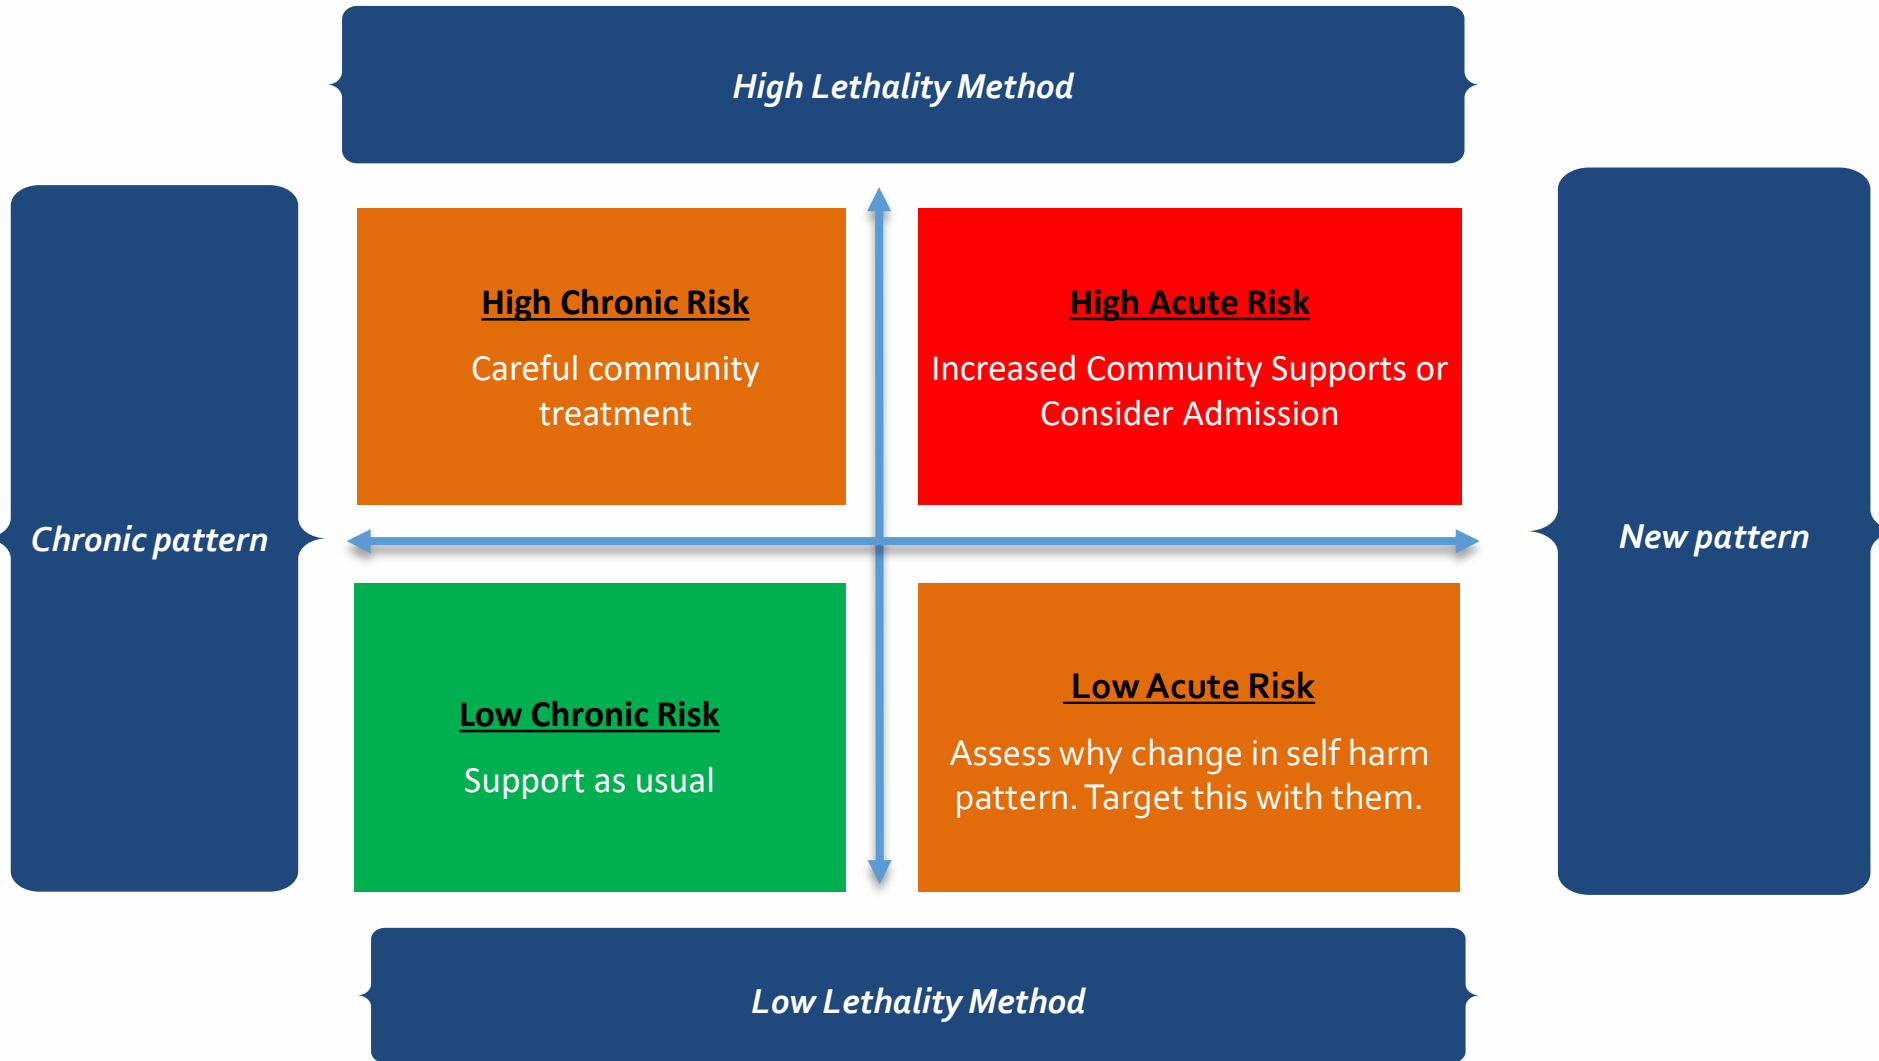 High Lethality Method
High Chronic Risk
Careful community
treatment
High Acute Risk
Increased Community Supports or
Consider Admission
Chronic pattern
New pattern
Low Chronic Risk
Support as usual
Low Acute Risk
Assess why change in self harm
pattern. Target this with them.
Low Lethality Method